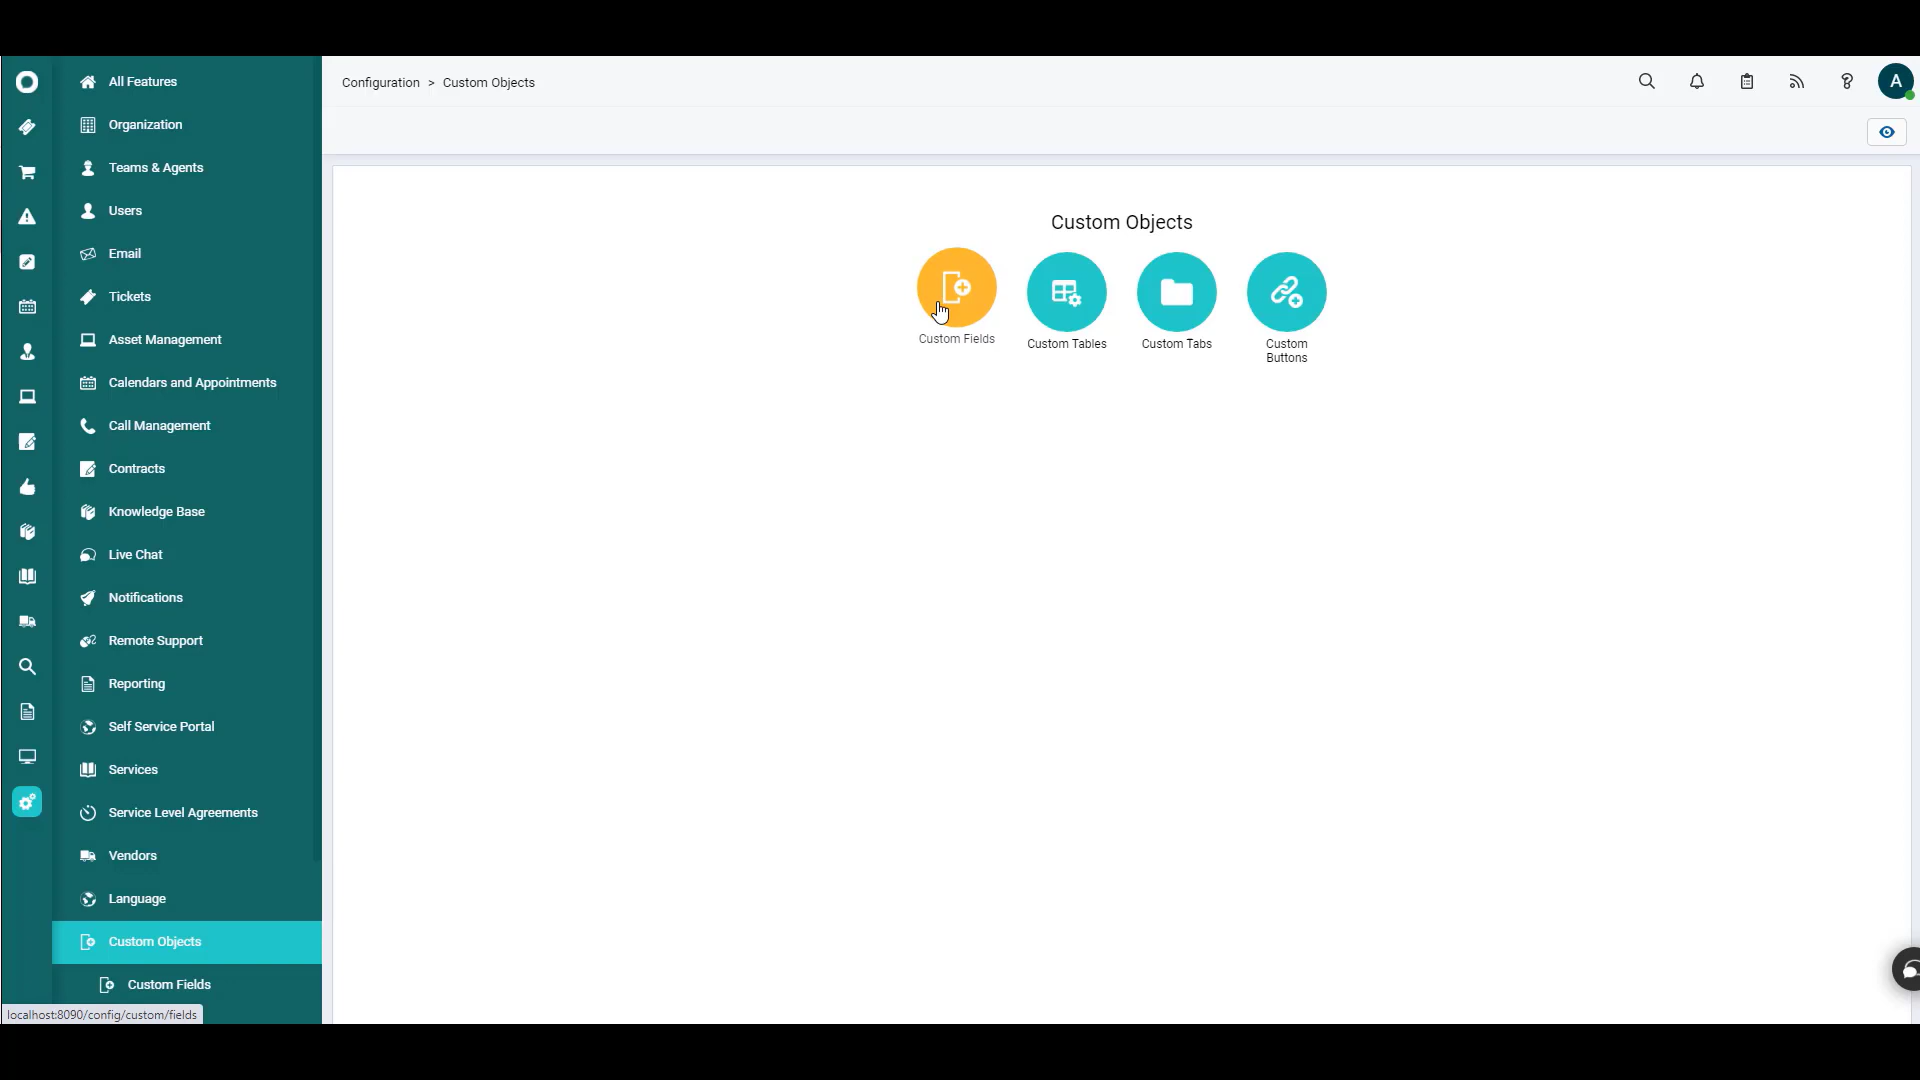 All Features
Organization
Teams & Agents
Users
Email
Tickets
Asset Management
Calendars and Appointments
Call Management
Contracts
Knowledge Base
Live Chat
Notifications
Remote Support
Reporting
Self Service Portal
Services
Service Level Agreements
Vendors
Language
Custom Objects
Custom Fields
localhost:8090/config/custom/fields
Configuration > Custom Objects
A
Custom Objects
Custom Fields
Custom Tables
Custom Tabs
Custom
Buttons